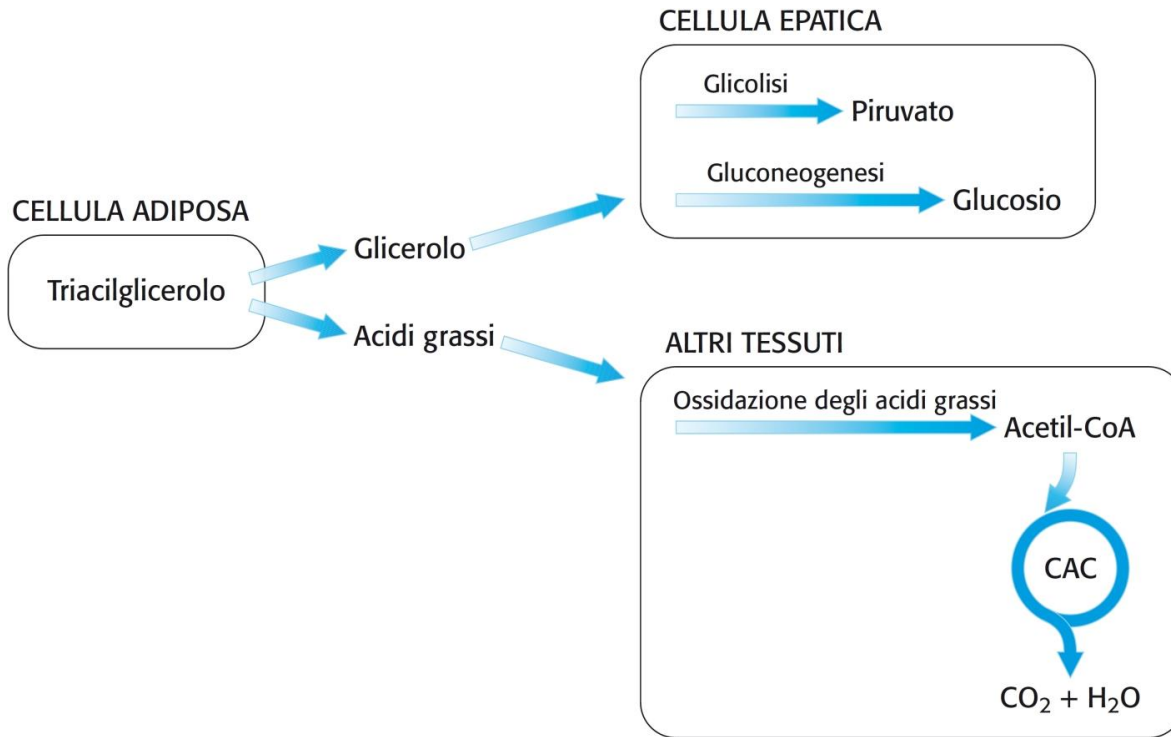 CELLULA EPATICA
Glicolisi
Piruvato
Gluconeogenesi
Glucosio
CELLULA ADIPOSA
Triacilglicerolo
Glicerolo
Acidi grassi
ALTRI TESSUTI
Ossidazione degli acidi grassi
Acetil-CoA
CAC
CO₂ + H₂O